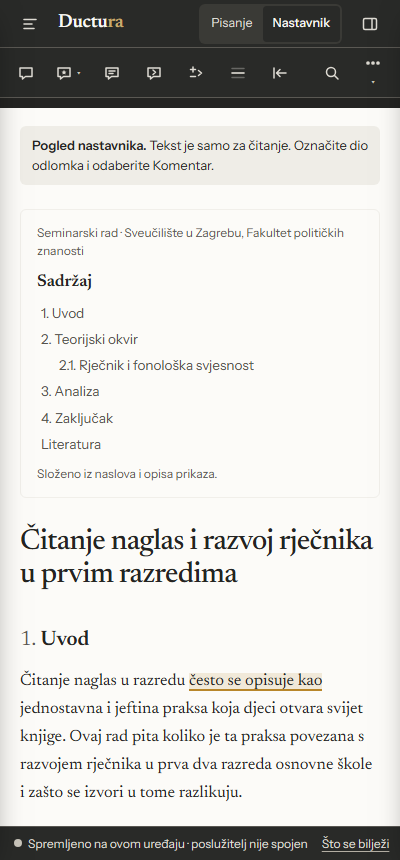 Ductura
Pisanje
Nastavnik
Pogled nastavnika. Tekst je samo za čitanje. Označite dio
odlomka i odaberite Komentar.
Seminarski rad · Sveučilište u Zagrebu, Fakultet političkih
znanosti
Sadržaj
1. Uvod
2. Teorijski okvir
2.1. Rječnik i fonološka svjesnost
3. Analiza
4. Zaključak
Literatura
Složeno iz naslova i opisa prikaza.
Čitanje naglas i razvoj rječnika
u prvim razredima
1. Uvod
Čitanje naglas u razredu često se opisuje kao
jednostavna i jeftina praksa koja djeci otvara svijet
knjige. Ovaj rad pita koliko je ta praksa povezana s
razvojem rječnika u prva dva razreda osnovne škole
i zašto se izvori u tome razlikuju.
Spremljeno na ovom uređaju · poslužitelj nije spojen
Što se bilježi